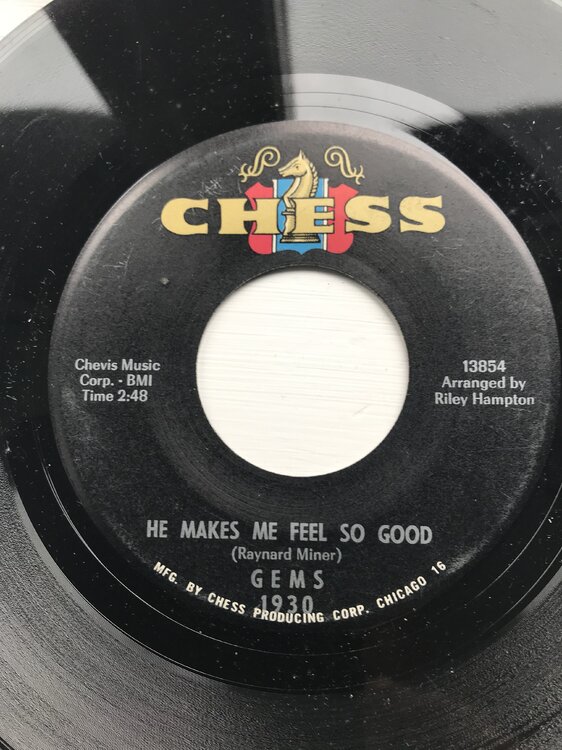 CHESS
Chevis Music
Corp. - BMI
Time 2:48
13854
Arranged by
Riley Hampton
HE MAKES ME FEEL SO GOOD
(Raynard Miner)
GEMS
1930
MFG. BY CHESS PRODUCING CORP. CHICAGO 16